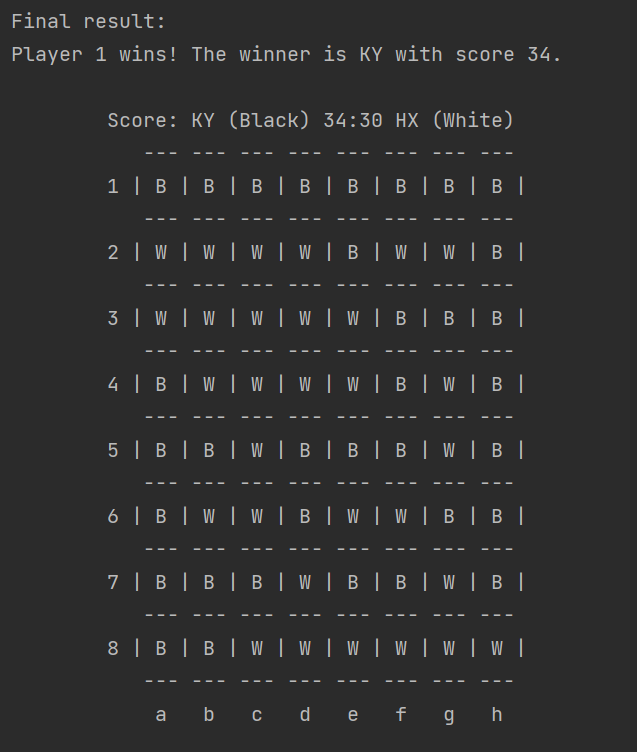 Final result:
Player 1 wins! The winner is KY with score 34.
Score: KY (Black) 34:30 HX (White)
--- --- --- --- --- --- --- ---
1 | B | B | B | B | B | B | B | B |
--- --- --- --- --- --- --- ---
2 | W | W | W | W | B | W | W | B |
--- --- --- --- --- --- --- ---
3 | W | W | W | W | W | B | B | B |
--- --- --- --- --- --- --- ---
4 | B | W | W | W | W | B | W | B |
--- --- --- --- --- --- --- ---
5 | B | B | W | B | B | B | W | B |
--- --- --- --- --- --- --- ---
6 | B | W | W | B | W | W | B | B |
--- --- --- --- --- --- --- ---
7 | B | B | B | W | B | B | W | B |
--- --- --- --- --- --- --- ---
8 | B | B | W | W | W | W | W | W |
--- --- --- --- --- --- --- ---
a b c d e f g h